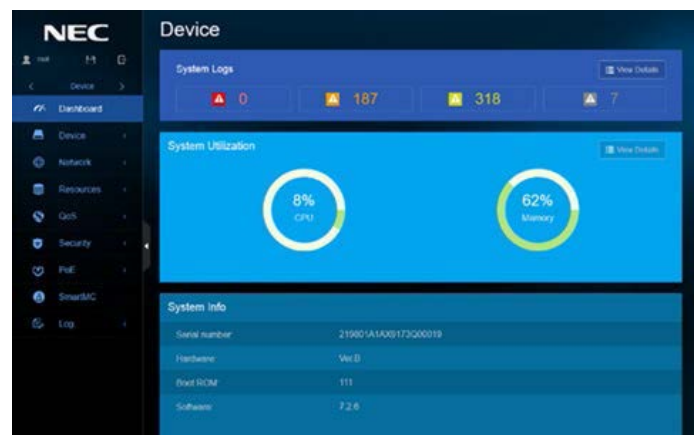 NEC
Device
root
Device
Dashboard
Device
Network
Resources
QoS
Security
PoE
SmartMC
Log
System Logs
View Details
0
187
318
7
System Utilization
View Details
8%
CPU
62%
Memory
System Info
Serial number
Hardware
Ver.B
Boot ROM
111
Software
7.2.6